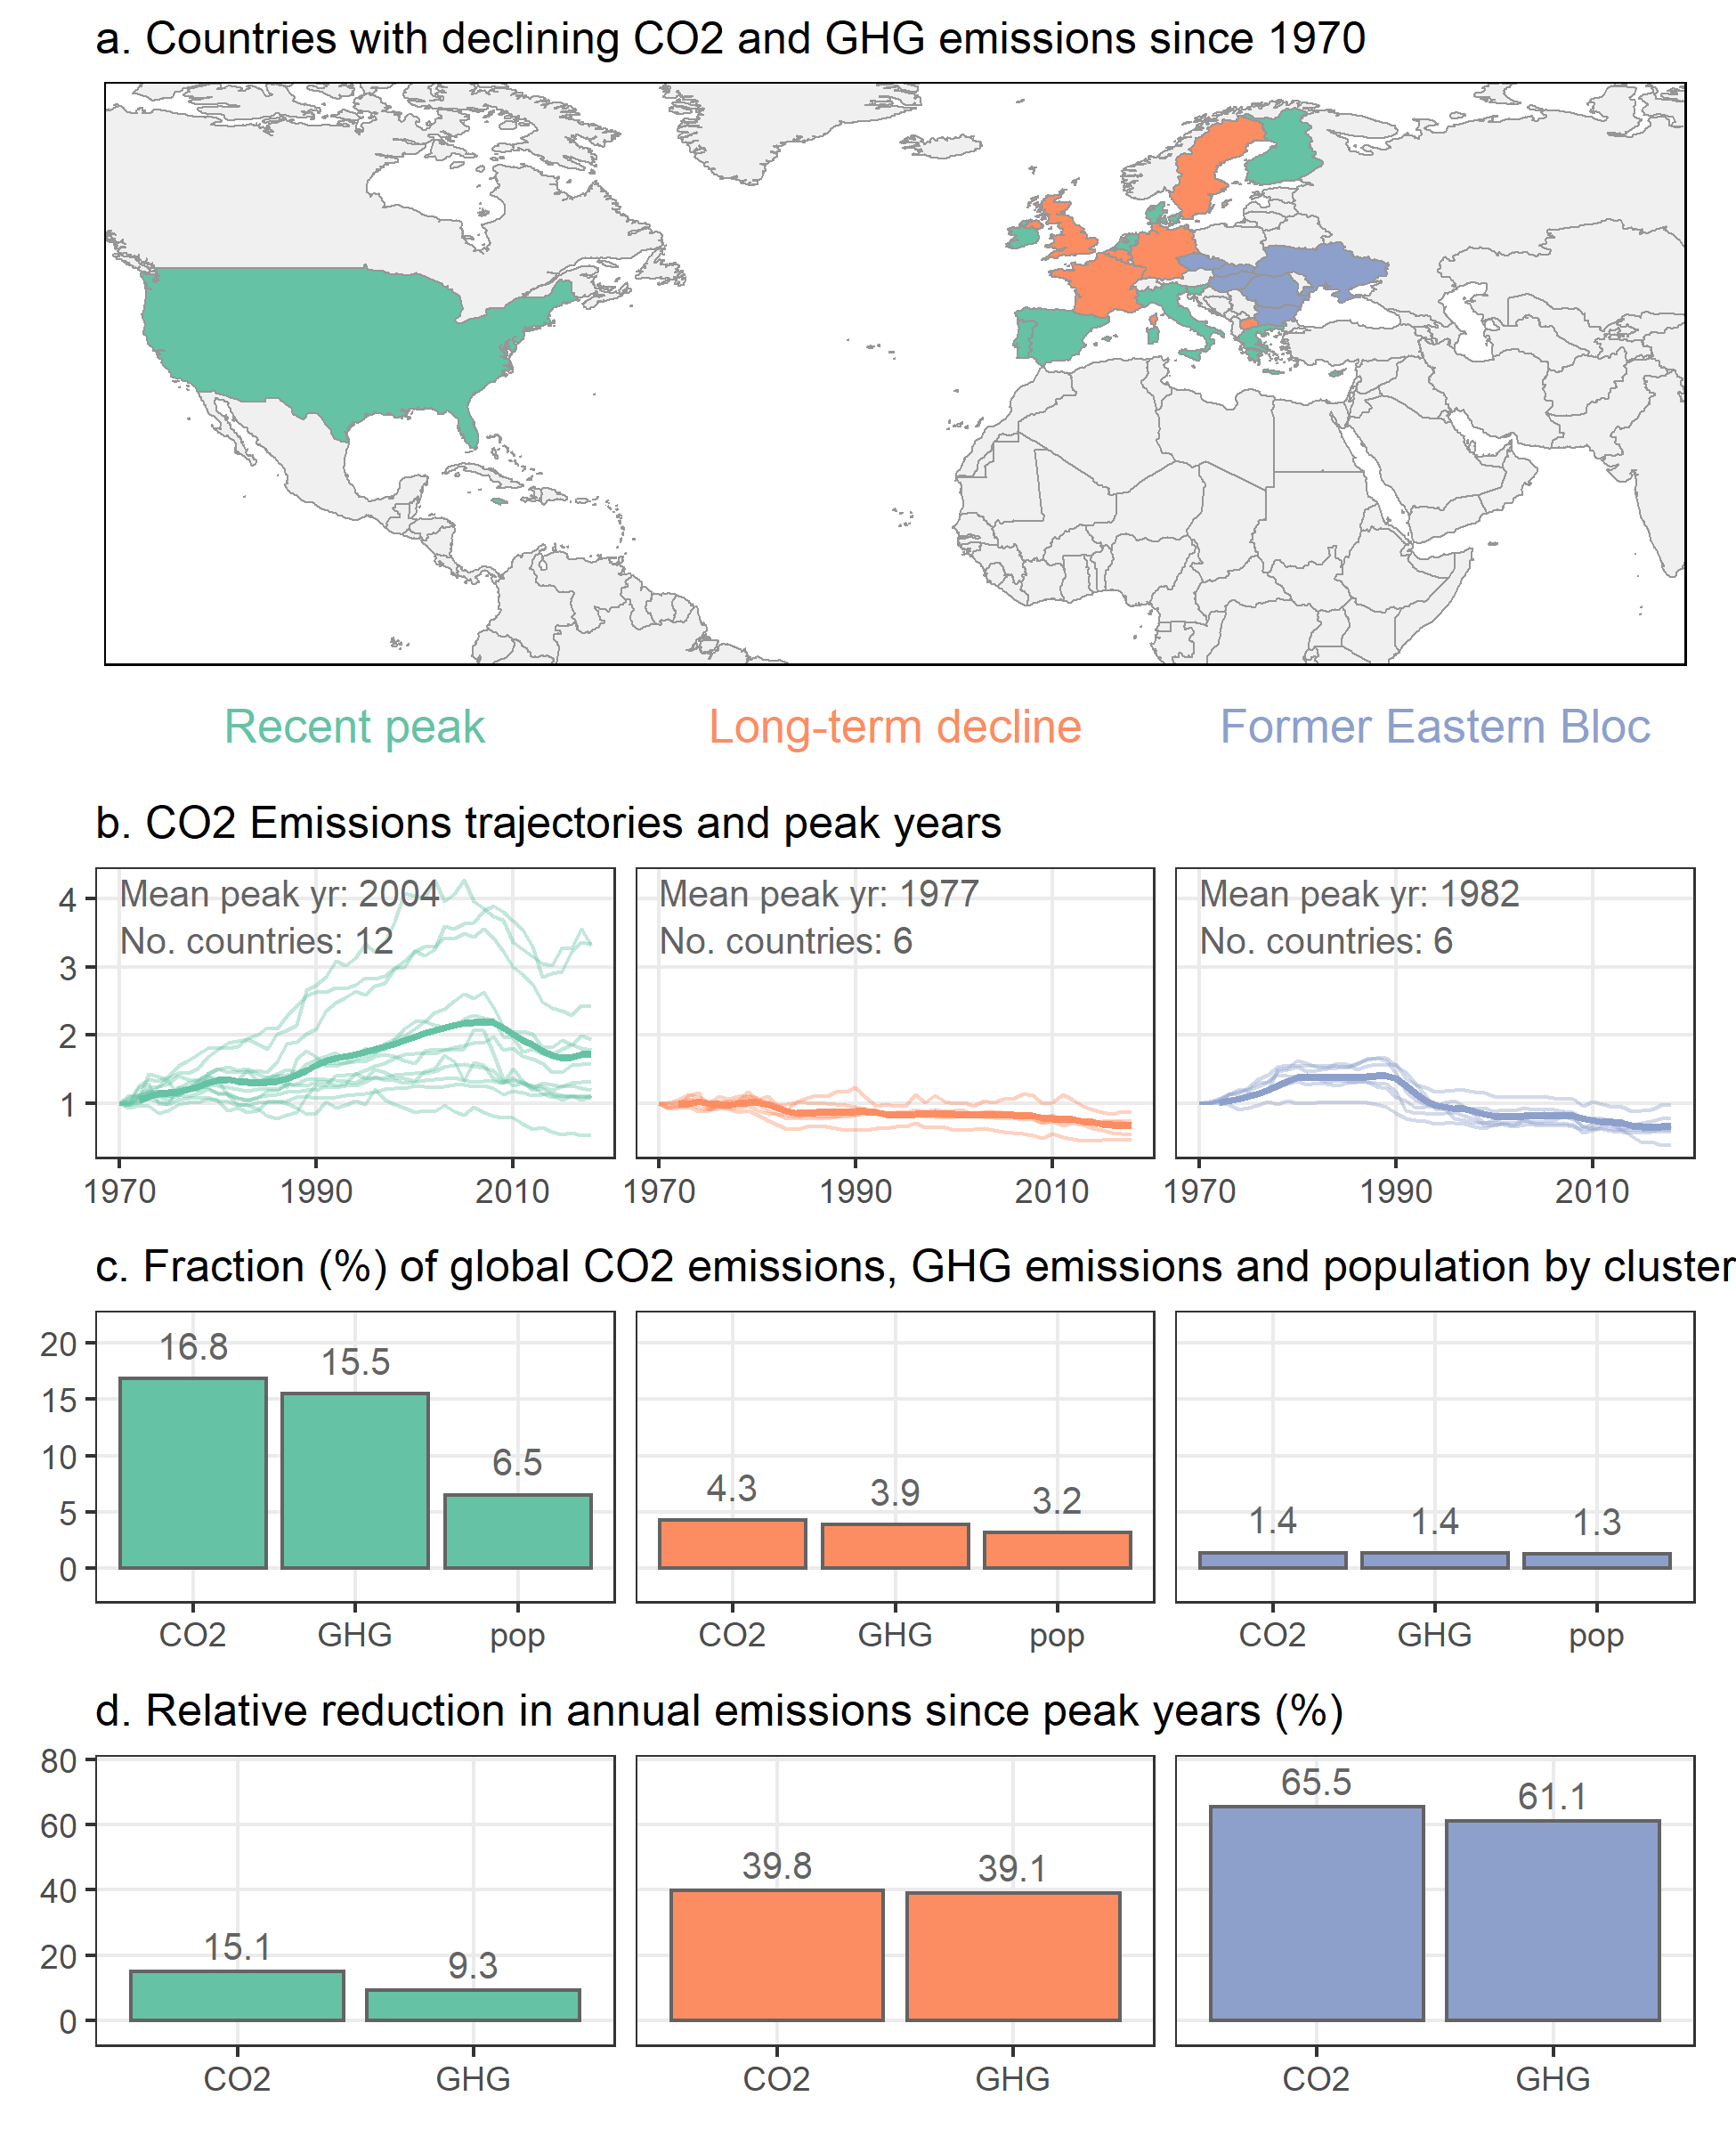 a. Countries with declining CO2 and GHG emissions since 1970
Recent peak
Long-term decline
Former Eastern Bloc
b. CO2 Emissions trajectories and peak years
4
3
2
1
Mean peak yr: 2004
No. countries: 12
Mean peak yr: 1977
No. countries: 6
Mean peak yr: 1982
No. countries: 6
1970 1990 2010
1970 1990 2010
1970 1990 2010
c. Fraction (%) of global CO2 emissions, GHG emissions and population by cluster
20
15
10
5
0
16.8 15.5 6.5
4.3 3.9 3.2
1.4 1.4 1.3
CO2 GHG pop
CO2 GHG pop
CO2 GHG pop
d. Relative reduction in annual emissions since peak years (%)
80
60
40
20
0
15.1 9.3
39.8 39.1
65.5 61.1
CO2 GHG
CO2 GHG
CO2 GHG